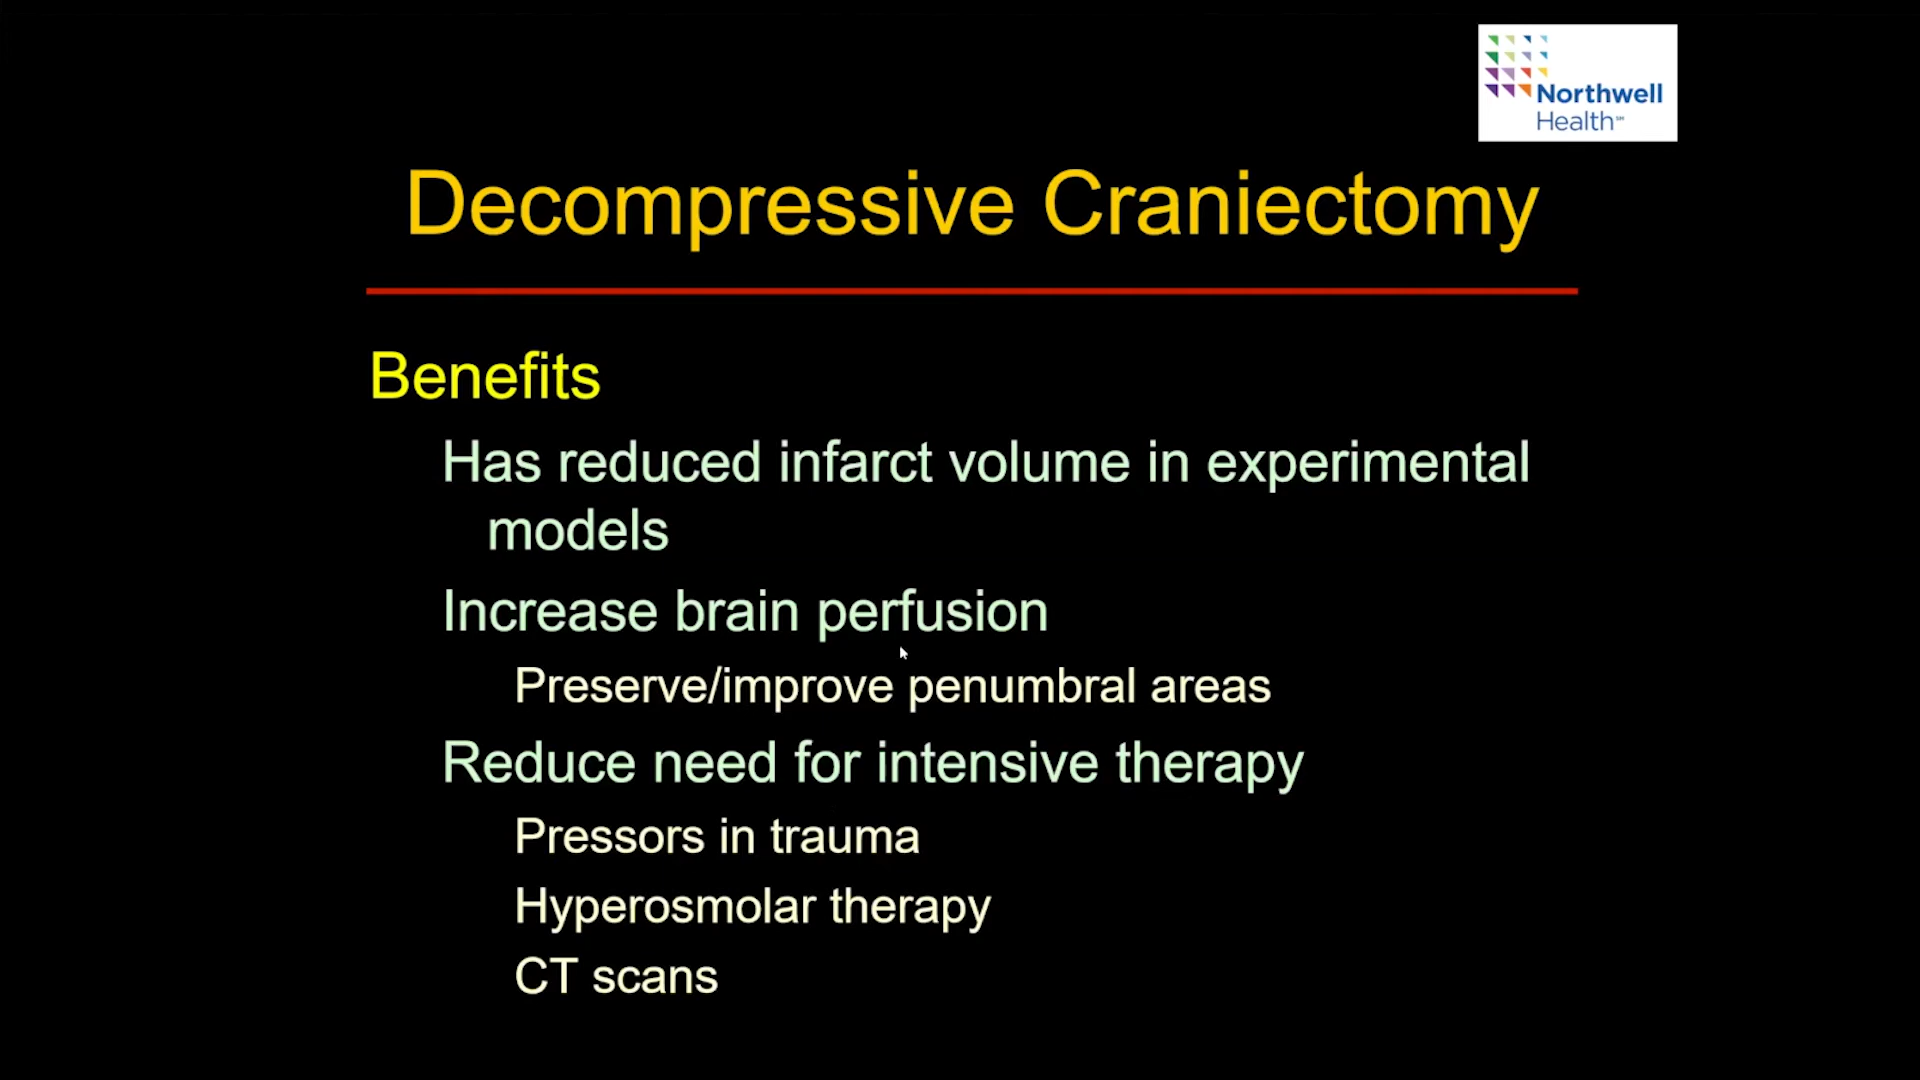 Northwell
Health℠
Decompressive Craniectomy
Benefits
Has reduced infarct volume in experimental
models
Increase brain perfusion
Preserve/improve penumbral areas
Reduce need for intensive therapy
Pressors in trauma
Hyperosmolar therapy
CT scans